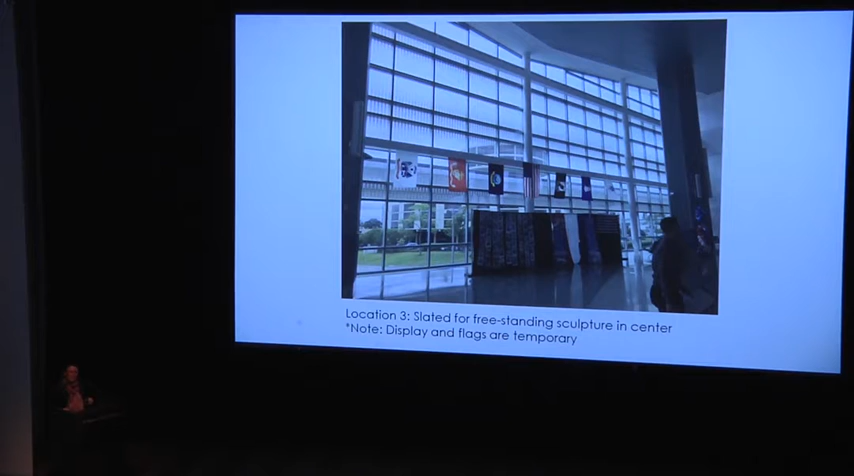 Location 3: Slated for free-standing sculpture in center
*Note: Display and flags are temporary